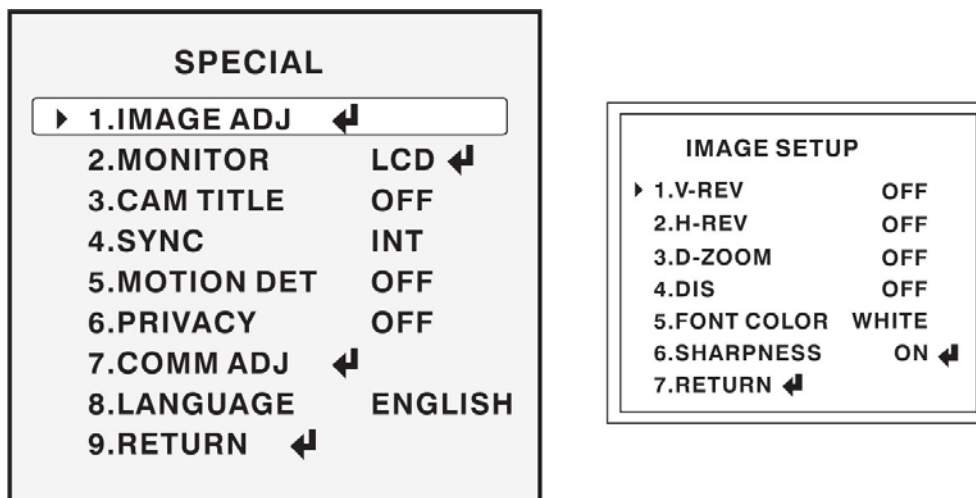 SPECIAL
1.IMAGE ADJ
2.MONITOR LCD
3.CAM TITLE OFF
4.SYNC INT
5.MOTION DET OFF
6.PRIVACY OFF
7.COMM ADJ
8.LANGUAGE ENGLISH
9.RETURN
IMAGE SETUP
1.V-REV OFF
2.H-REV OFF
3.D-ZOOM OFF
4.DIS OFF
5.FONT COLOR WHITE
6.SHARPNESS ON
7.RETURN